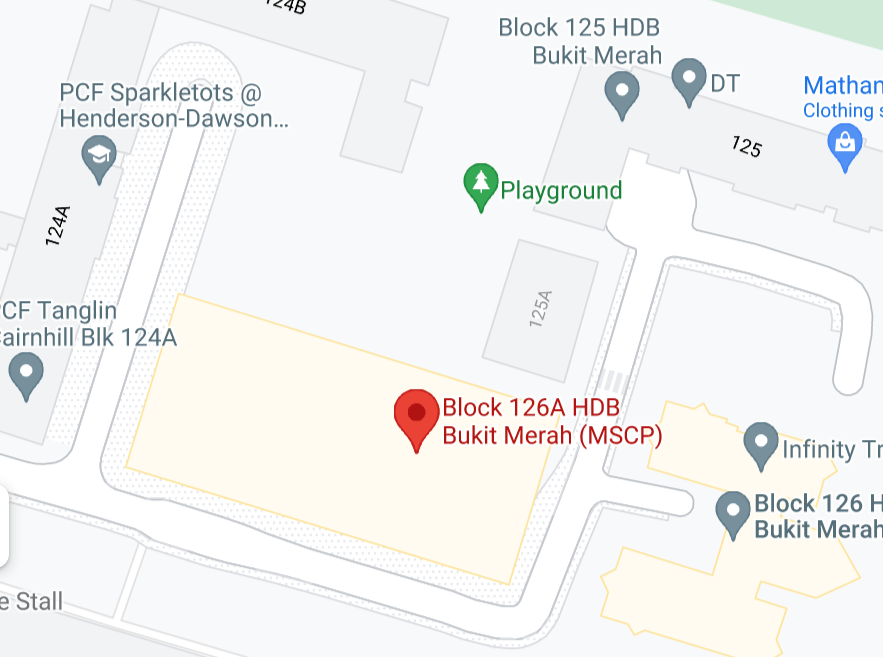 124B
Block 125 HDB
Bukit Merah
DT
Mathan
Clothing s
PCF Sparkletots @
Henderson-Dawson...
125
Playground
124A
125A
CF Tanglin
Cairnhill Blk 124A
Block 126A HDB
Bukit Merah (MSCP)
Infinity Tr
Block 126 H
Bukit Merah
e Stall